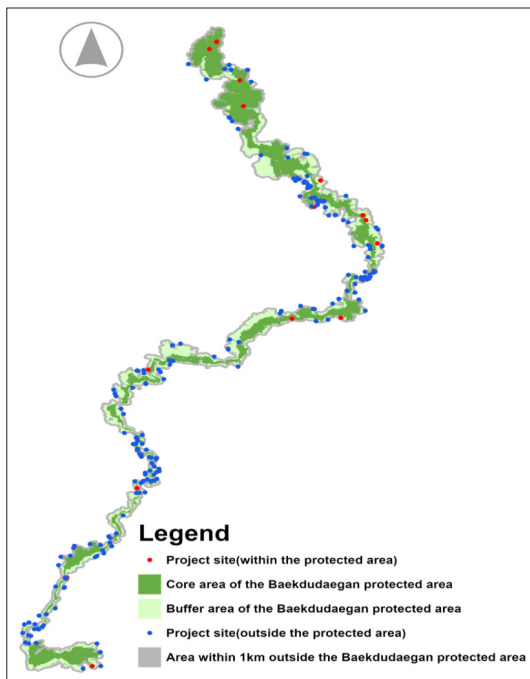 Legend
Project site(within the protected area)
Core area of the Baekdudaegan protected area
Buffer area of the Baekdudaegan protected area
Project site(outside the protected area)
Area within 1km outside the Baekdudaegan protected area